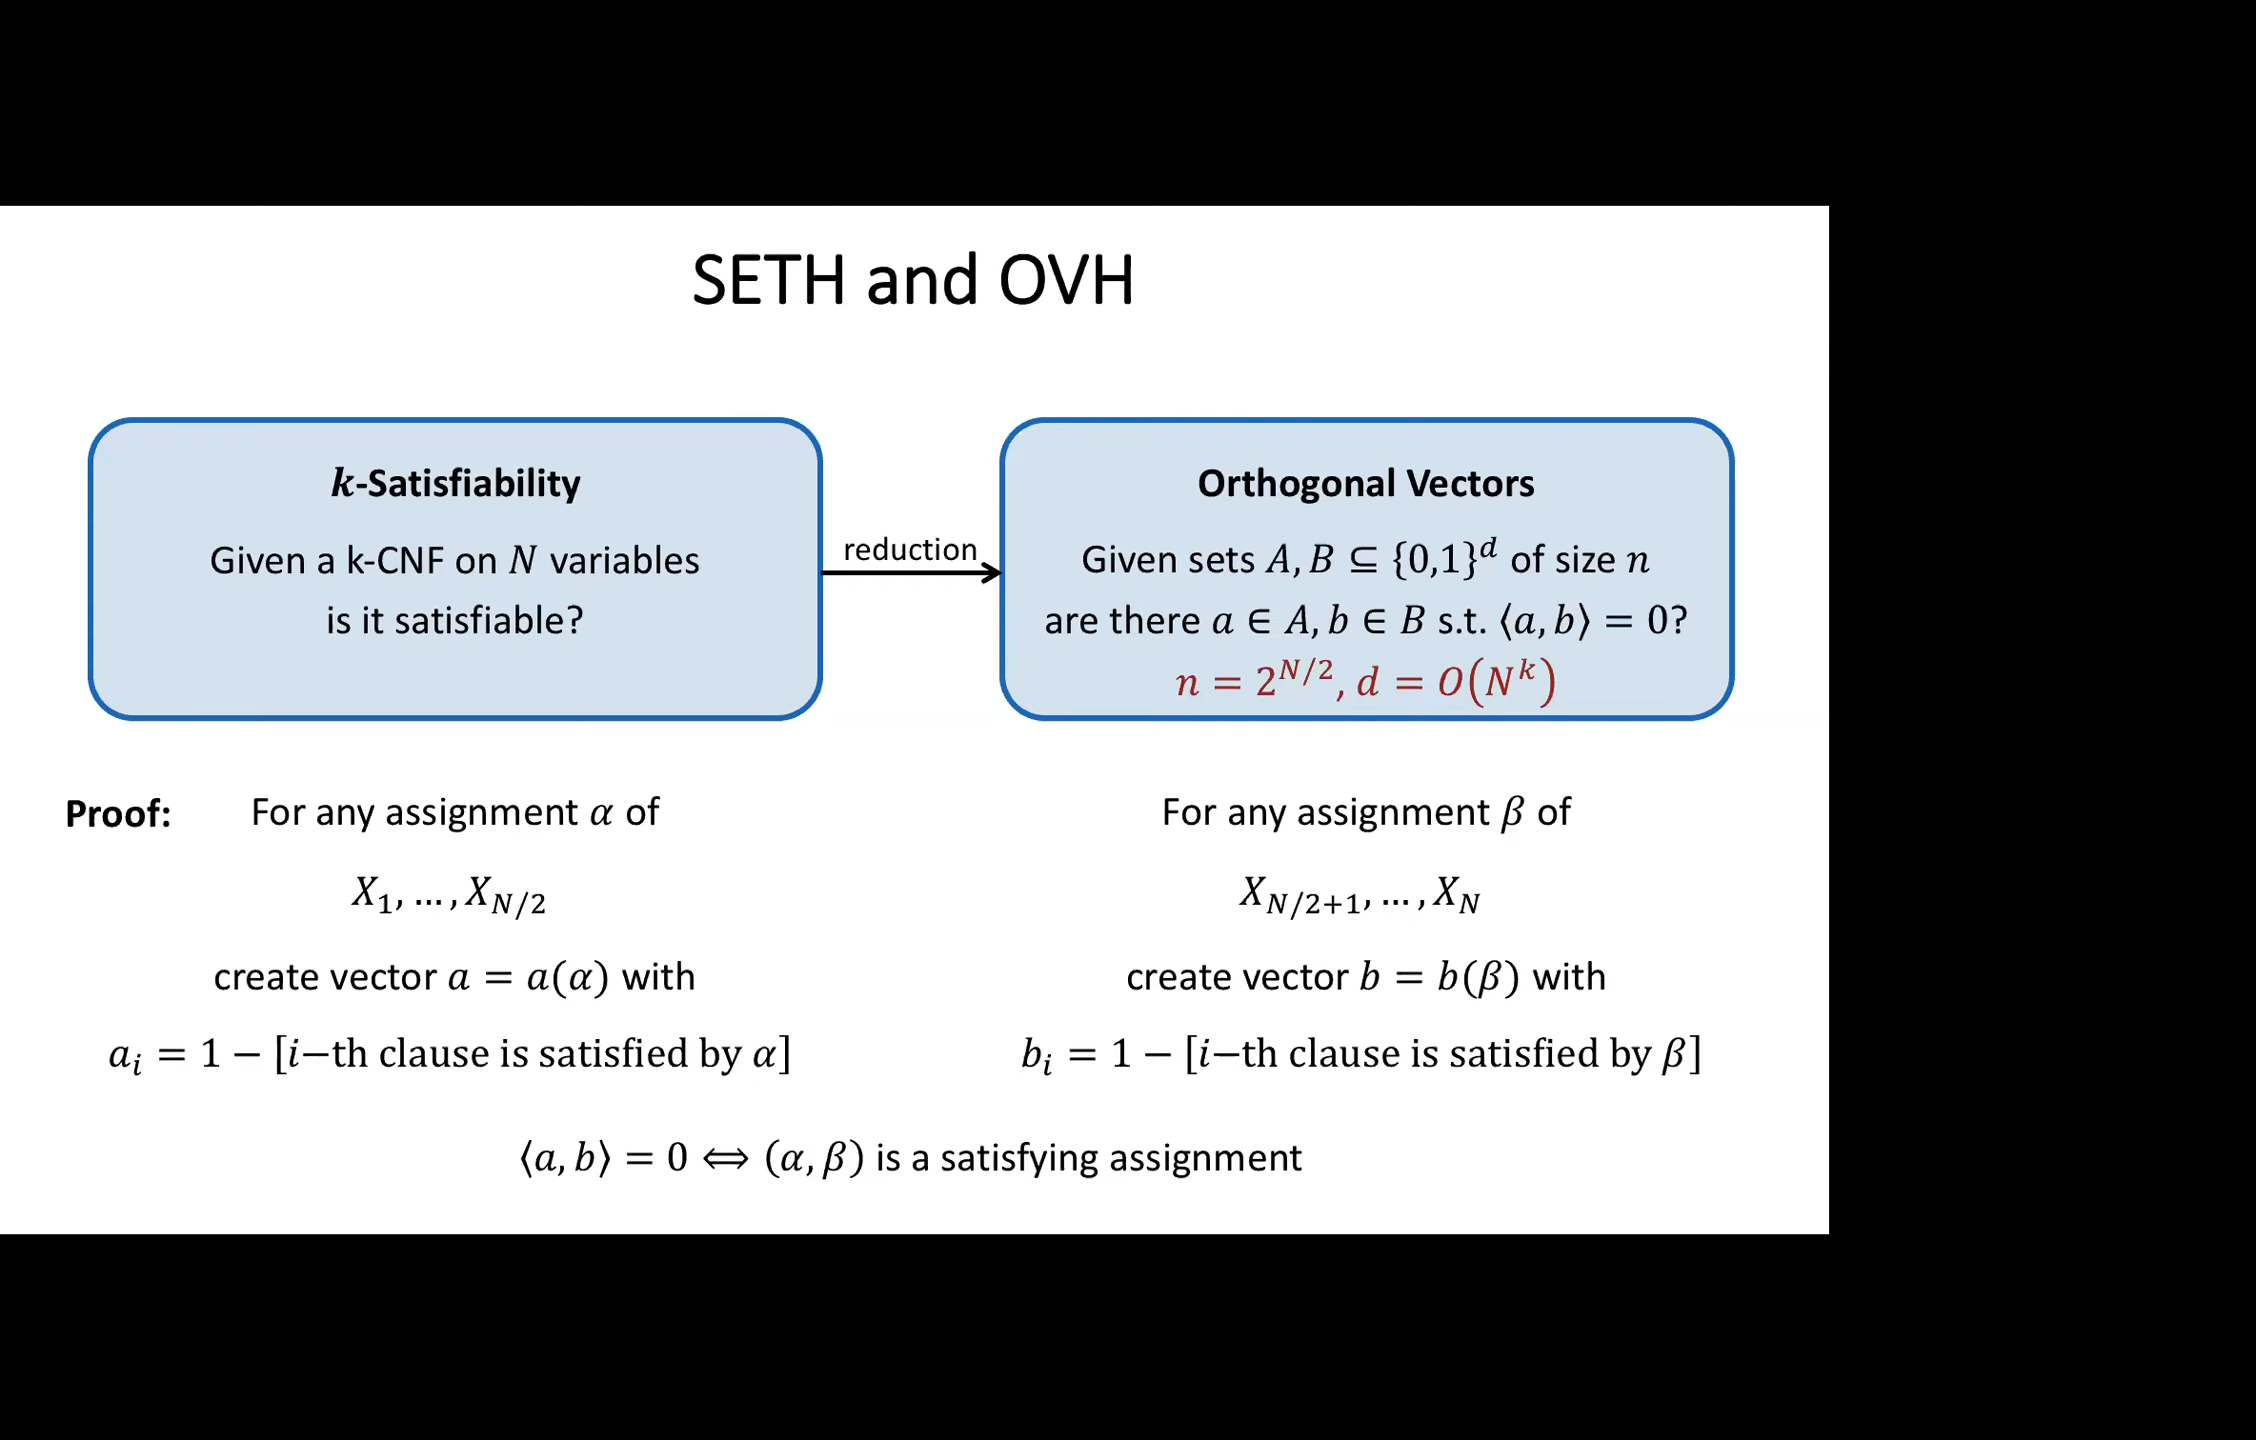 SETH and OVH
k-Satisfiability
Given a k-CNF on N variables
is it satisfiable?
reduction
Orthogonal Vectors
Given sets A, B ⊆ {0,1}^d of size n
are there a ∈ A, b ∈ B s.t. ⟨a, b⟩ = 0?
n = 2^{N/2}, d = O(N^k)
Proof: For any assignment α of
X_1, ..., X_{N/2}
create vector a = a(α) with
a_i = 1 − [i−th clause is satisfied by α]
For any assignment β of
X_{N/2+1}, ..., X_N
create vector b = b(β) with
b_i = 1 − [i−th clause is satisfied by β]
⟨a, b⟩ = 0 ⟺ (α, β) is a satisfying assignment